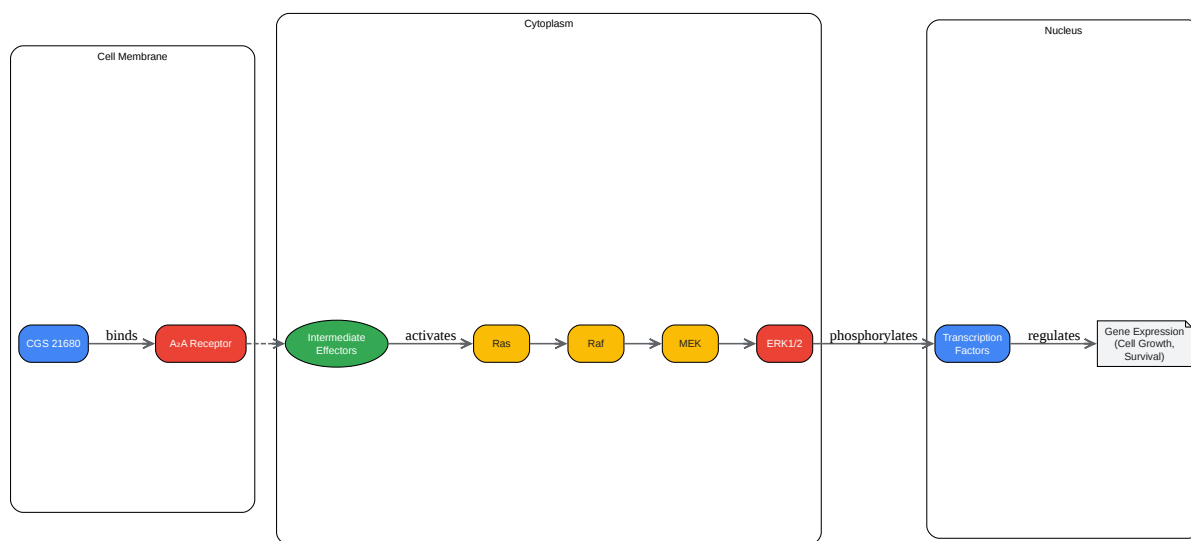 Cell Membrane
Cytoplasm
Nucleus
CGS 21680
binds
A₂A Receptor
Intermediate
Effectors
activates
Ras
Raf
MEK
ERK1/2
phosphorylates
Transcription
Factors
regulates
Gene Expression
(Cell Growth,
Survival)